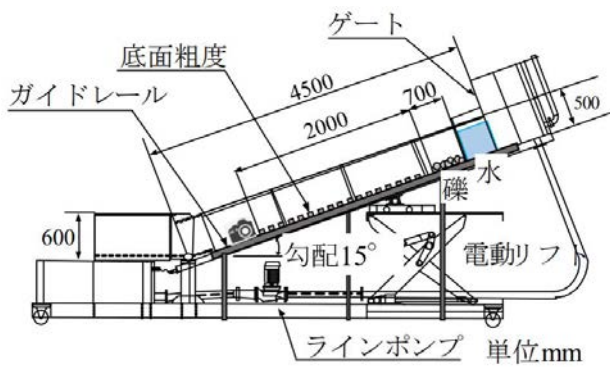 ゲート
底面粗度
ガイドレール
4500
700
2000
500
水
礫
600
勾配15°
電動リフト
ラインポンプ
単位mm